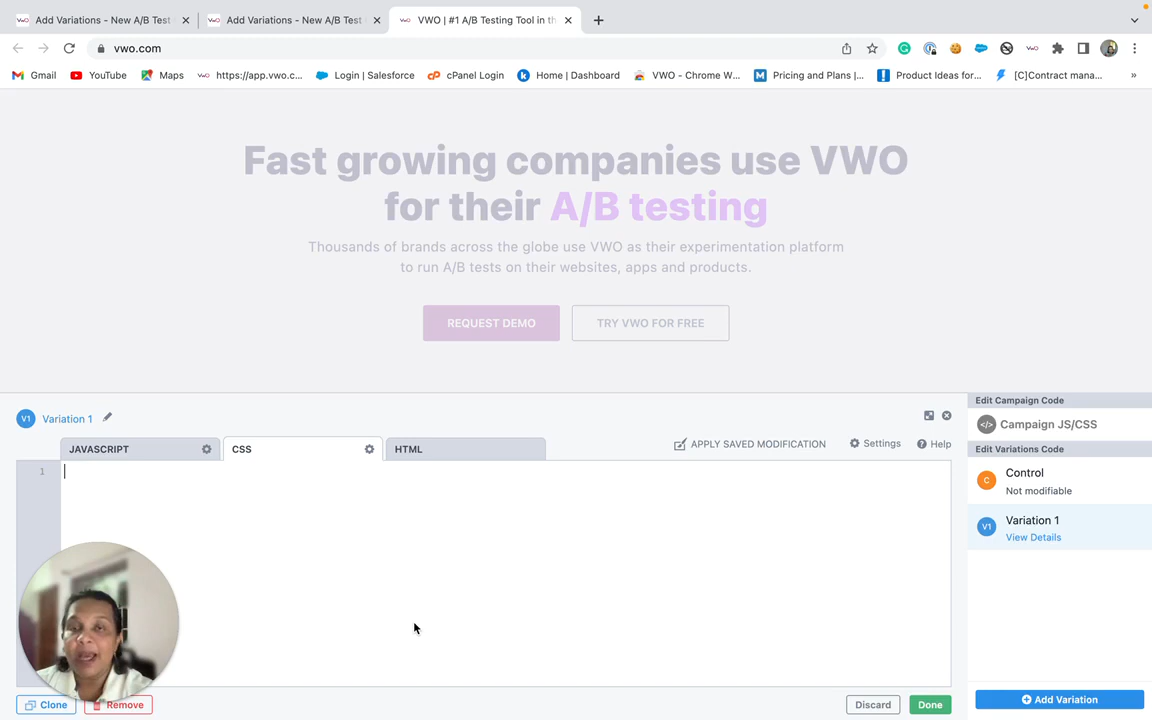 Add Variations - New A/B Test
Add Variations - New A/B Test
VWO | #1 A/B Testing Tool in th
vwo.com
Gmail
YouTube
Maps
https://app.vwo.c...
Login | Salesforce
cPanel Login
Home | Dashboard
VWO - Chrome W...
Pricing and Plans |...
Product Ideas for...
[C]Contract mana...
»
Fast growing companies use VWO
for their A/B testing
Thousands of brands across the globe use VWO as their experimentation platform
to run A/B tests on their websites, apps and products.
REQUEST DEMO
TRY VWO FOR FREE
V1 Variation 1
JAVASCRIPT
CSS
HTML
APPLY SAVED MODIFICATION
Settings
Help
1
Clone
Remove
Discard
Done
Edit Campaign Code
</> Campaign JS/CSS
Edit Variations Code
C
Control
Not modifiable
V1
Variation 1
View Details
Add Variation